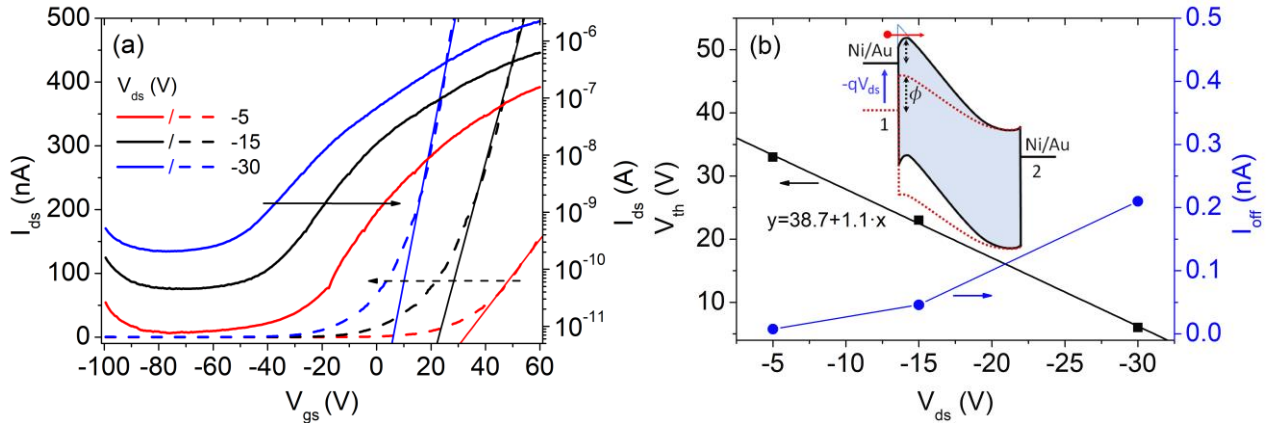 (a)
V_ds (V)
/ -5
/ -15
/ -30
500
400
300
200
100
0
I_ds (nA)
10^-6
10^-7
10^-8
10^-9
10^-10
10^-11
I_ds (A)
-100 -80 -60 -40 -20 0 20 40 60
V_gs (V)
(b)
Ni/Au
-qV_ds
ϕ
1
Ni/Au
2
y=38.7+1.1·x
50
40
30
20
10
V_th (V)
0.5
0.4
0.3
0.2
0.1
0.0
I_off (nA)
-5 -10 -15 -20 -25 -30
V_ds (V)